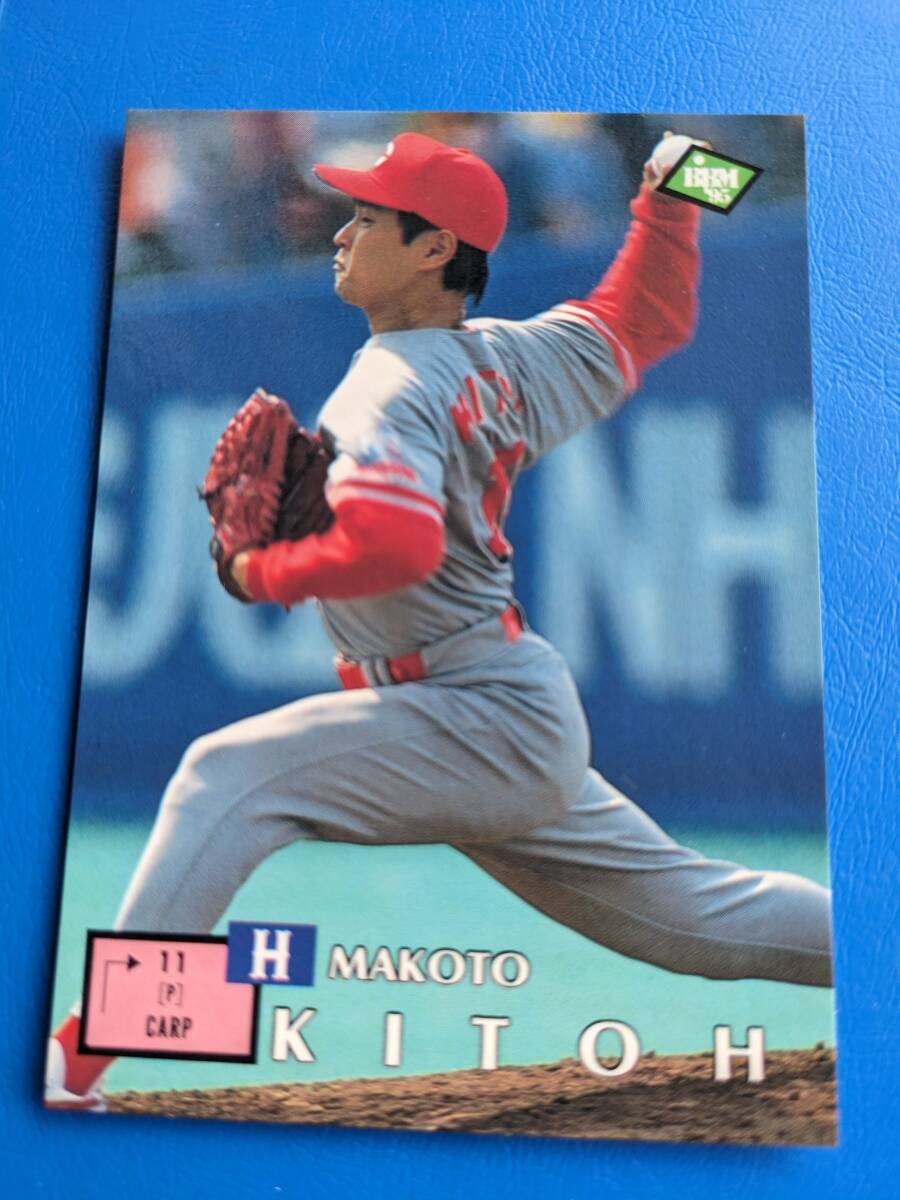 BBM
'95
11
[P]
CARP
H
MAKOTO
KITOH